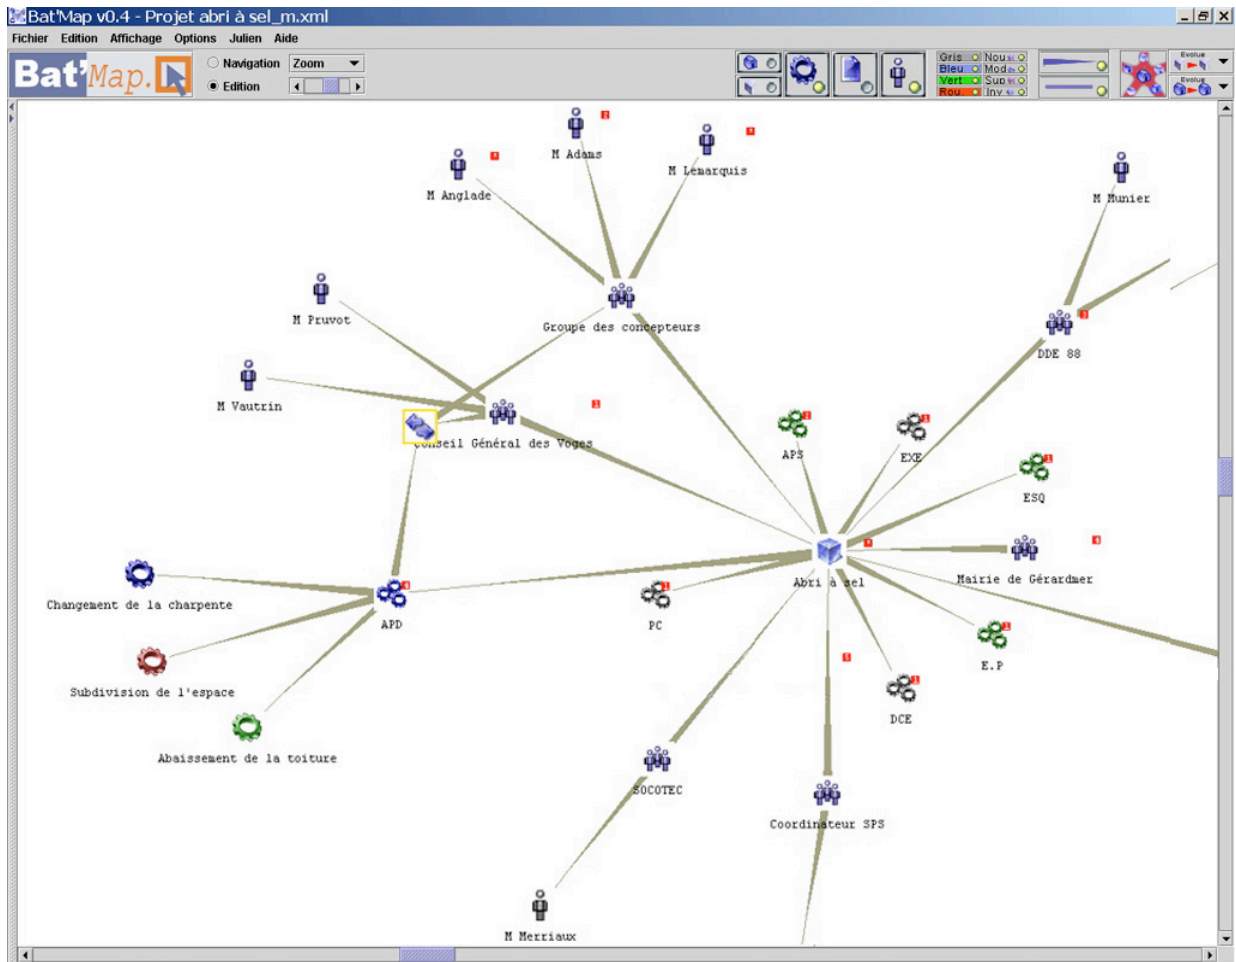 Bat'Map v0.4 - Projet abri à sel_m.xml
Fichier Edition Affichage Options Julien Aide
Bat'Map.
Navigation
Zoom
Edition
Gris
Bleu
Vert
Rou.
Nou
Mod
Sup
Inv
Evolue
Evolue
M Adams
M Lemarquis
M Anglade
M Munier
M Pruvot
Groupe des concepteurs
DDE 88
M Vautrin
Conseil Général des Voges
APS
EXE
ESQ
Abri à sel
Mairie de Gérardmer
Changement de la charpente
APD
PC
E.P
Subdivision de l'espace
DCE
Abaissement de la toiture
SOCOTEC
Coordinateur SPS
M Merriaux